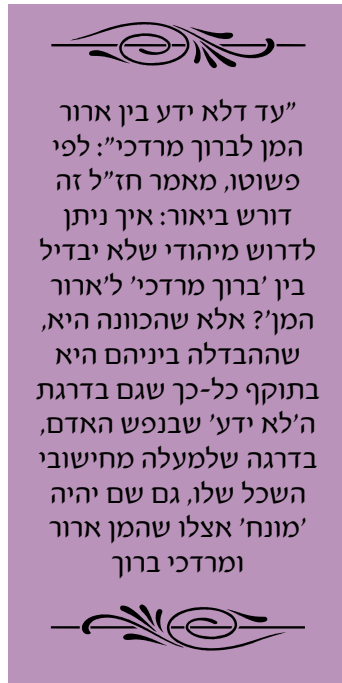 "עד דלא ידע בין ארור
המן לברוך מרדכי": לפי
פשוטו, מאמר חז"ל זה
דורש ביאור: איך ניתן
לדרוש מיהודי שלא יבדיל
בין 'ברוך מרדכי' ל'ארור
המן'? אלא שהכוונה היא,
שההבדלה ביניהם היא
בתוקף כל-כך שגם בדרגת
ה'לא ידע' שבנפש האדם,
בדרגה שלמעלה מחישובי
השכל שלו, גם שם יהיה
'מונח' אצלו שהמן ארור
ומרדכי ברוך